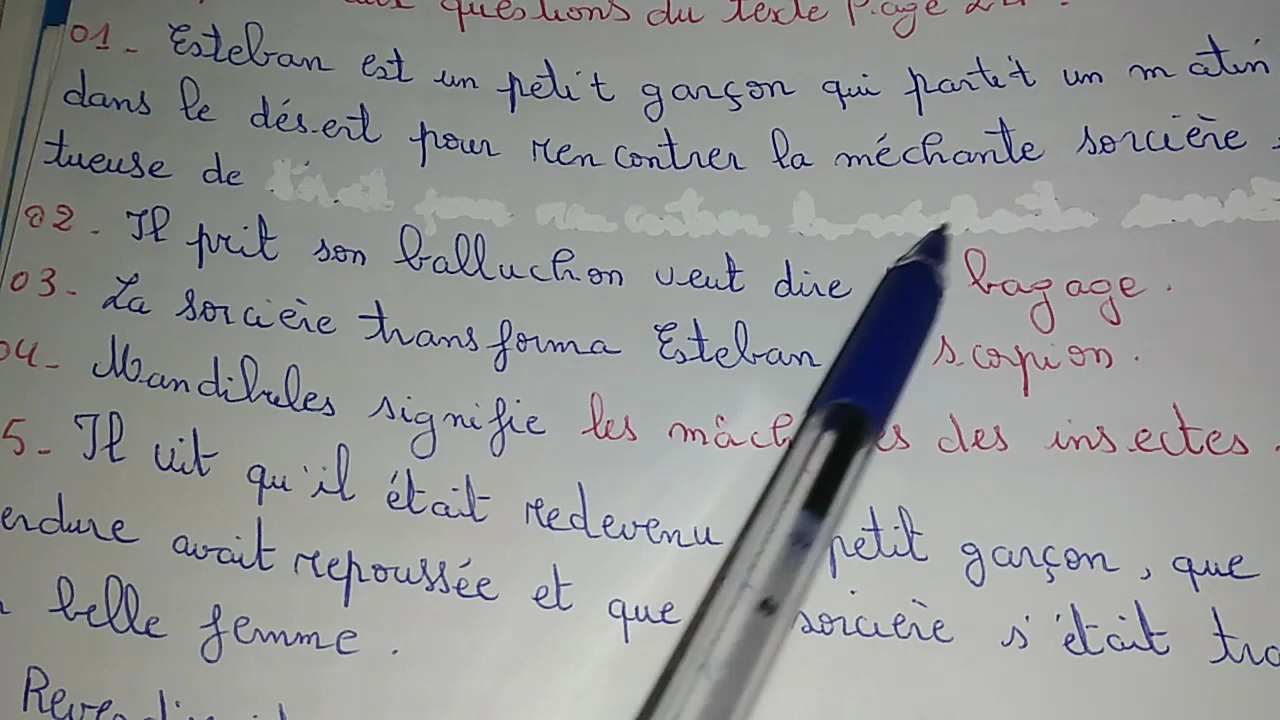 questions du texte Page
01- Esteban est un petit garçon qui partit un matin
dans le désert pour rencontrer la méchante sorcière
tueuse de
02. Il prit son balluchon veut dire bagage.
03- La sorcière transforma Esteban scorpion.
04- Mandibules signifie les des insectes.
5- Il vit qu'il était redevenu petit garçon, que
avait repoussée et que sorcière s'était
belle femme.